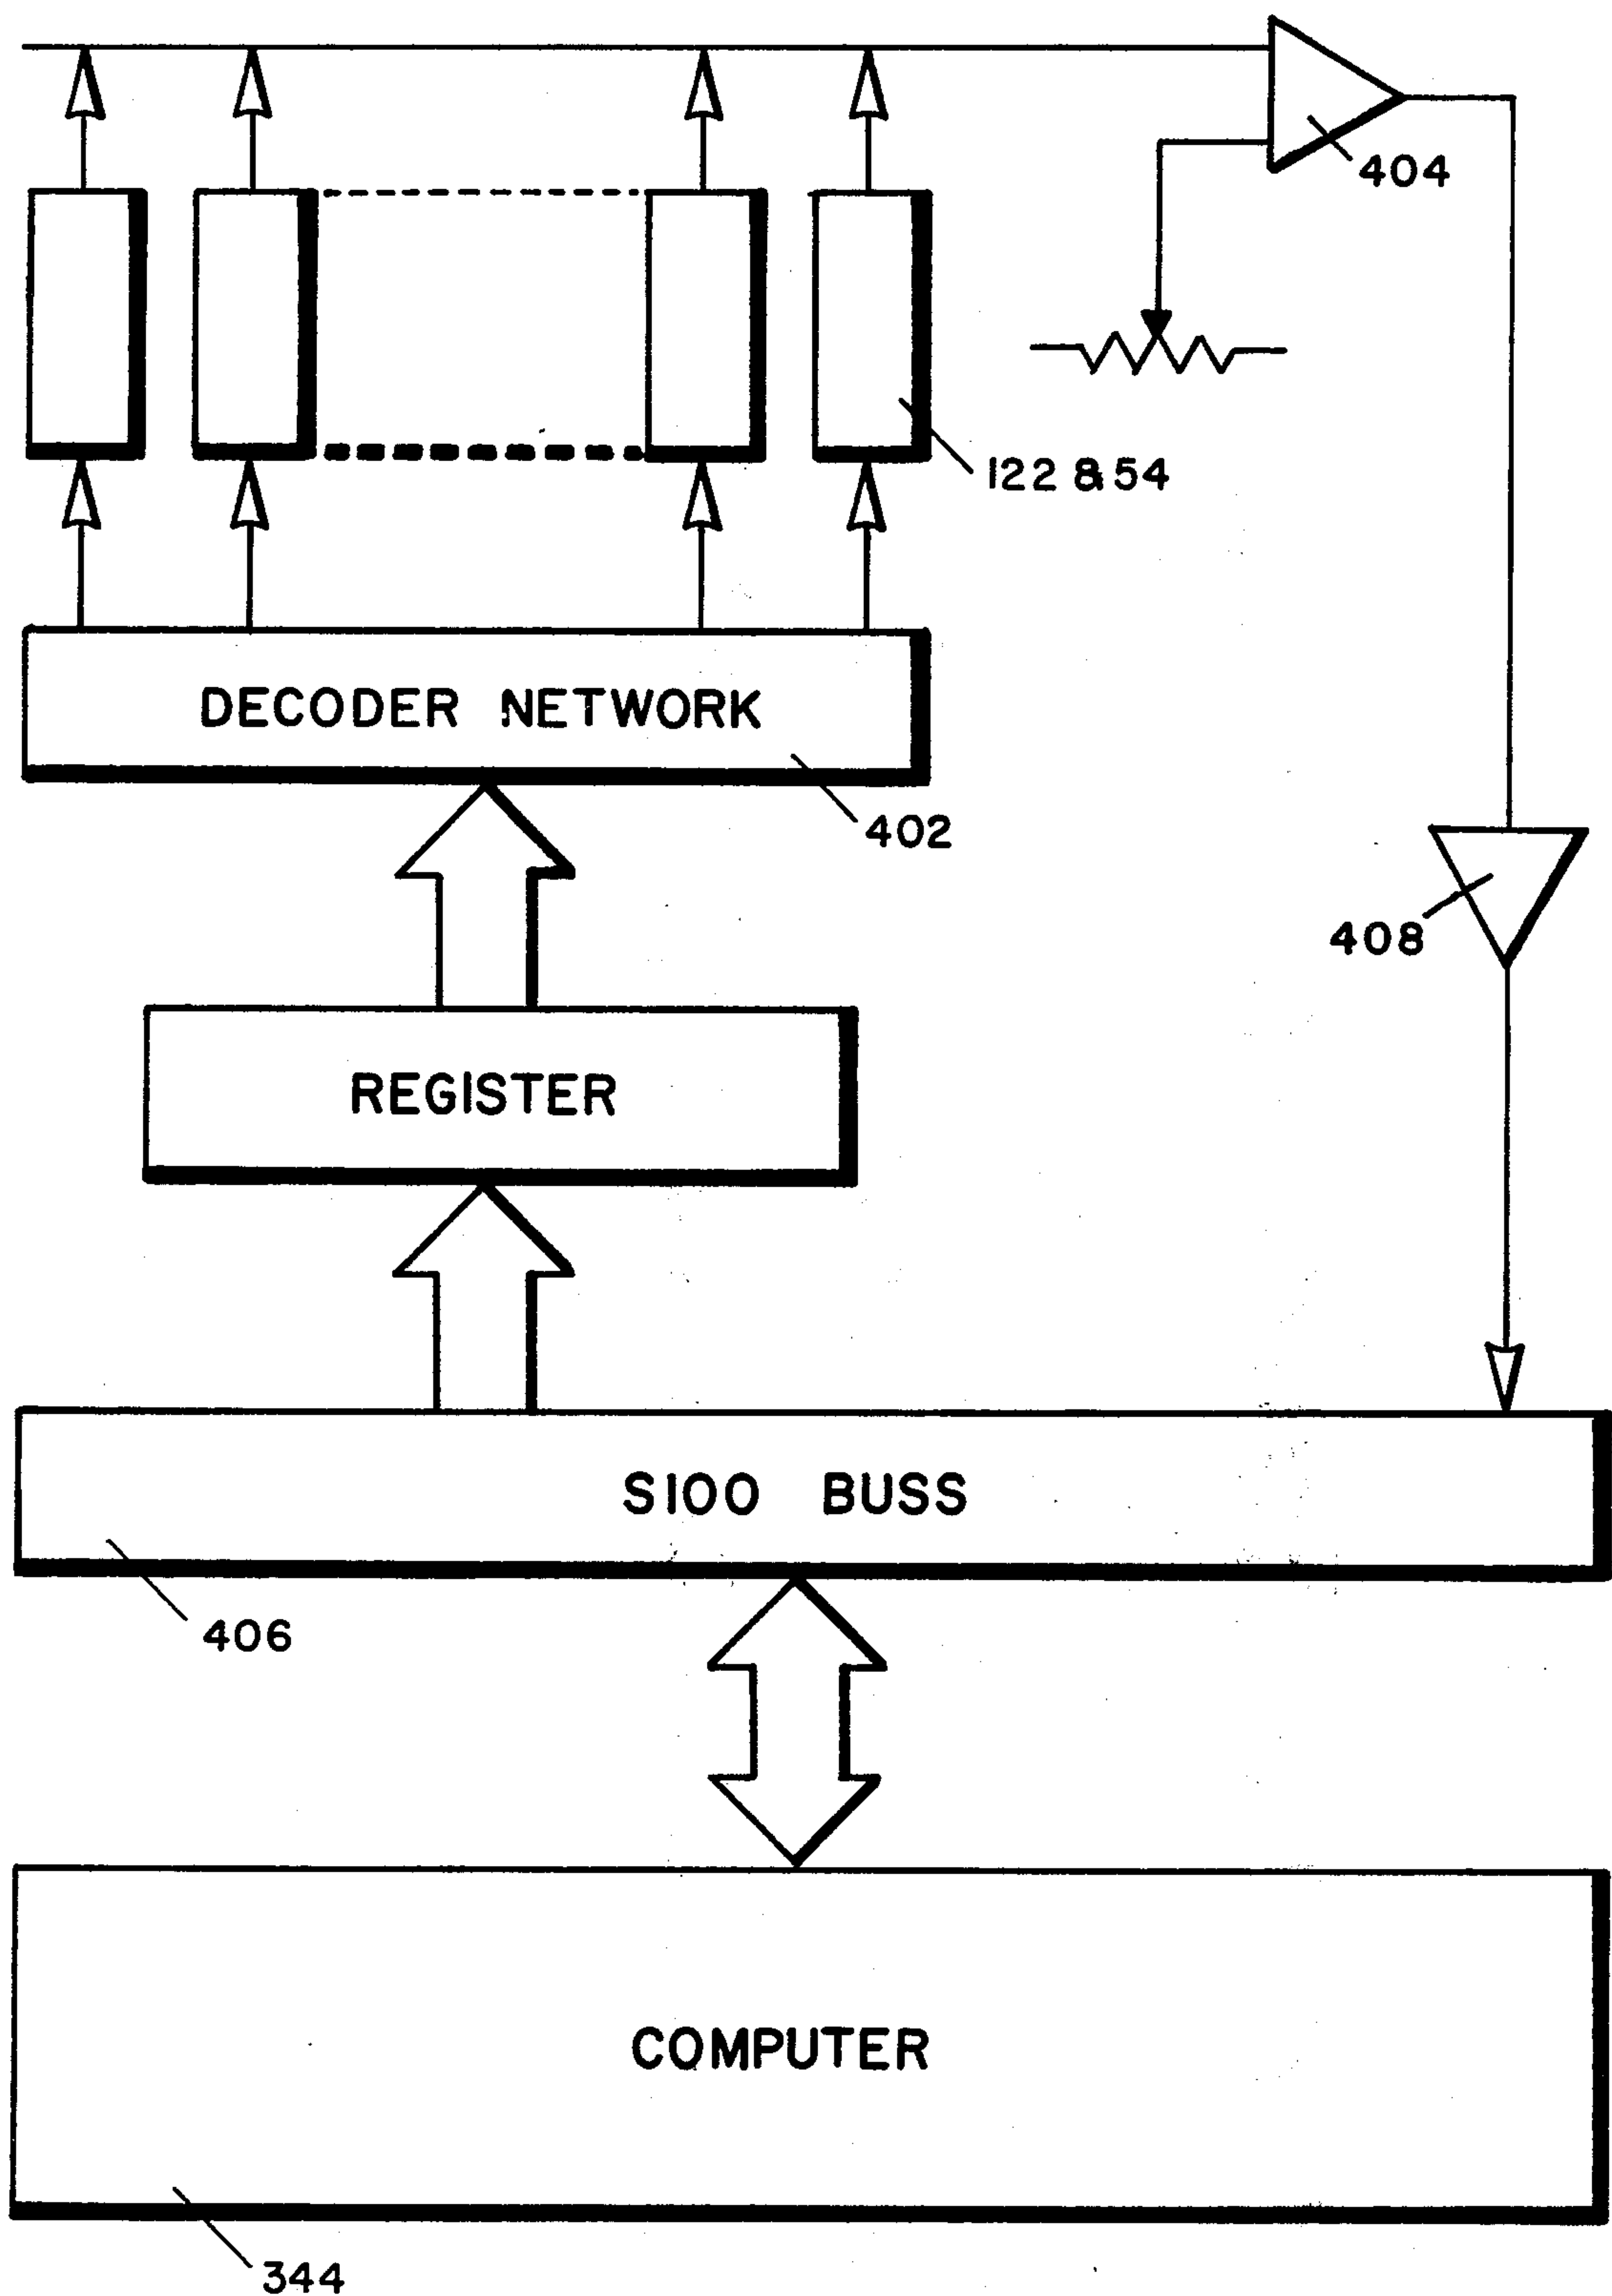 404
122 & 54
DECODER NETWORK
402
408
REGISTER
S100 BUSS
406
COMPUTER
344